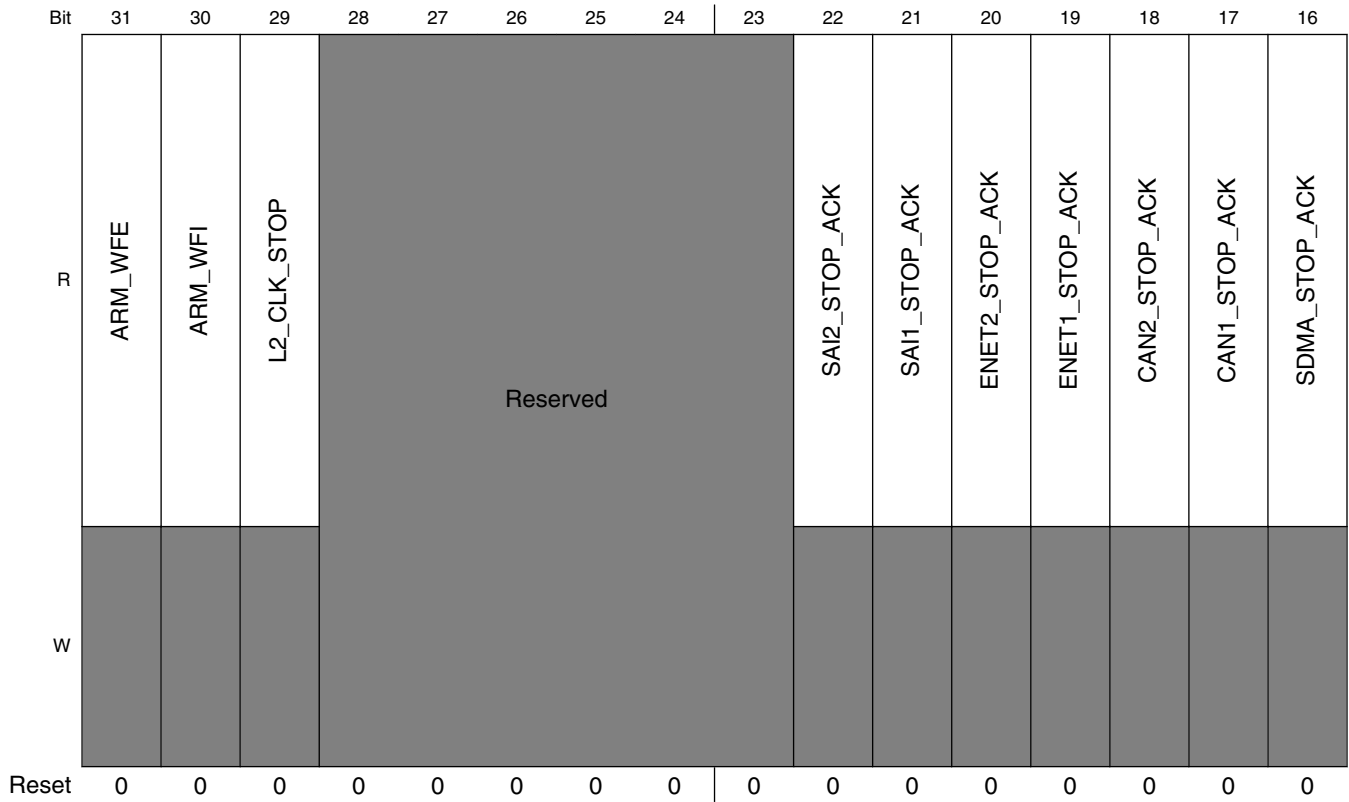 Bit 31 30 29 28 27 26 25 24 23 22 21 20 19 18 17 16
R ARM_WFE ARM_WFI L2_CLK_STOP Reserved SAI2_STOP_ACK SAI1_STOP_ACK ENET2_STOP_ACK ENET1_STOP_ACK CAN2_STOP_ACK CAN1_STOP_ACK SDMA_STOP_ACK
W
Reset 0 0 0 0 0 0 0 0 0 0 0 0 0 0 0 0